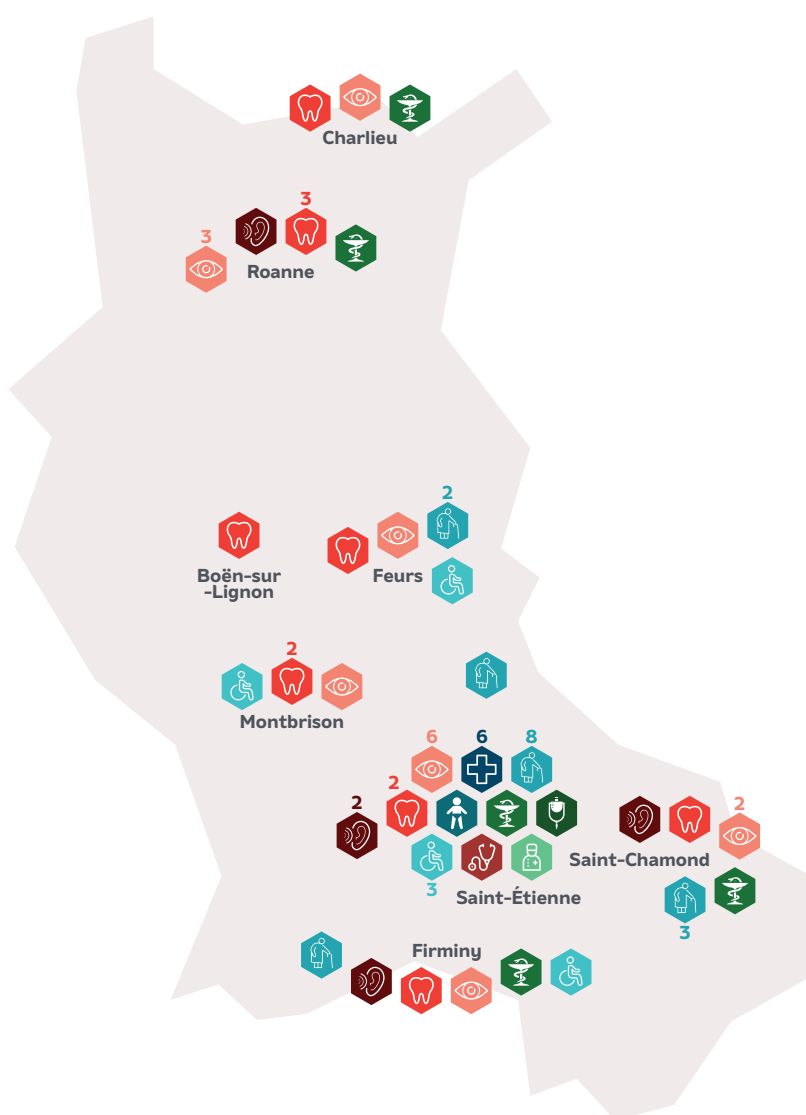 Charlieu
3
3
Roanne
2
Boën-sur
-Lignon
Feurs
2
Montbrison
6
6
8
2
2
3
Saint-Étienne
2
Saint-Chamond
3
Firminy